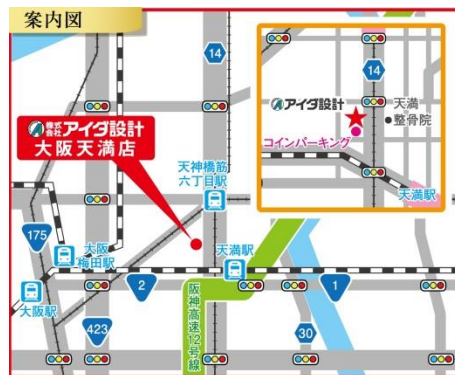 案内図
14
株式会社アイダ設計
大阪天満店
天神橋筋
六丁目駅
175
大阪
梅田駅
大阪駅
2
423
天満駅
阪神高速12号線
1
30
14
アイダ設計
天満
整骨院
コインパーキング
天満駅